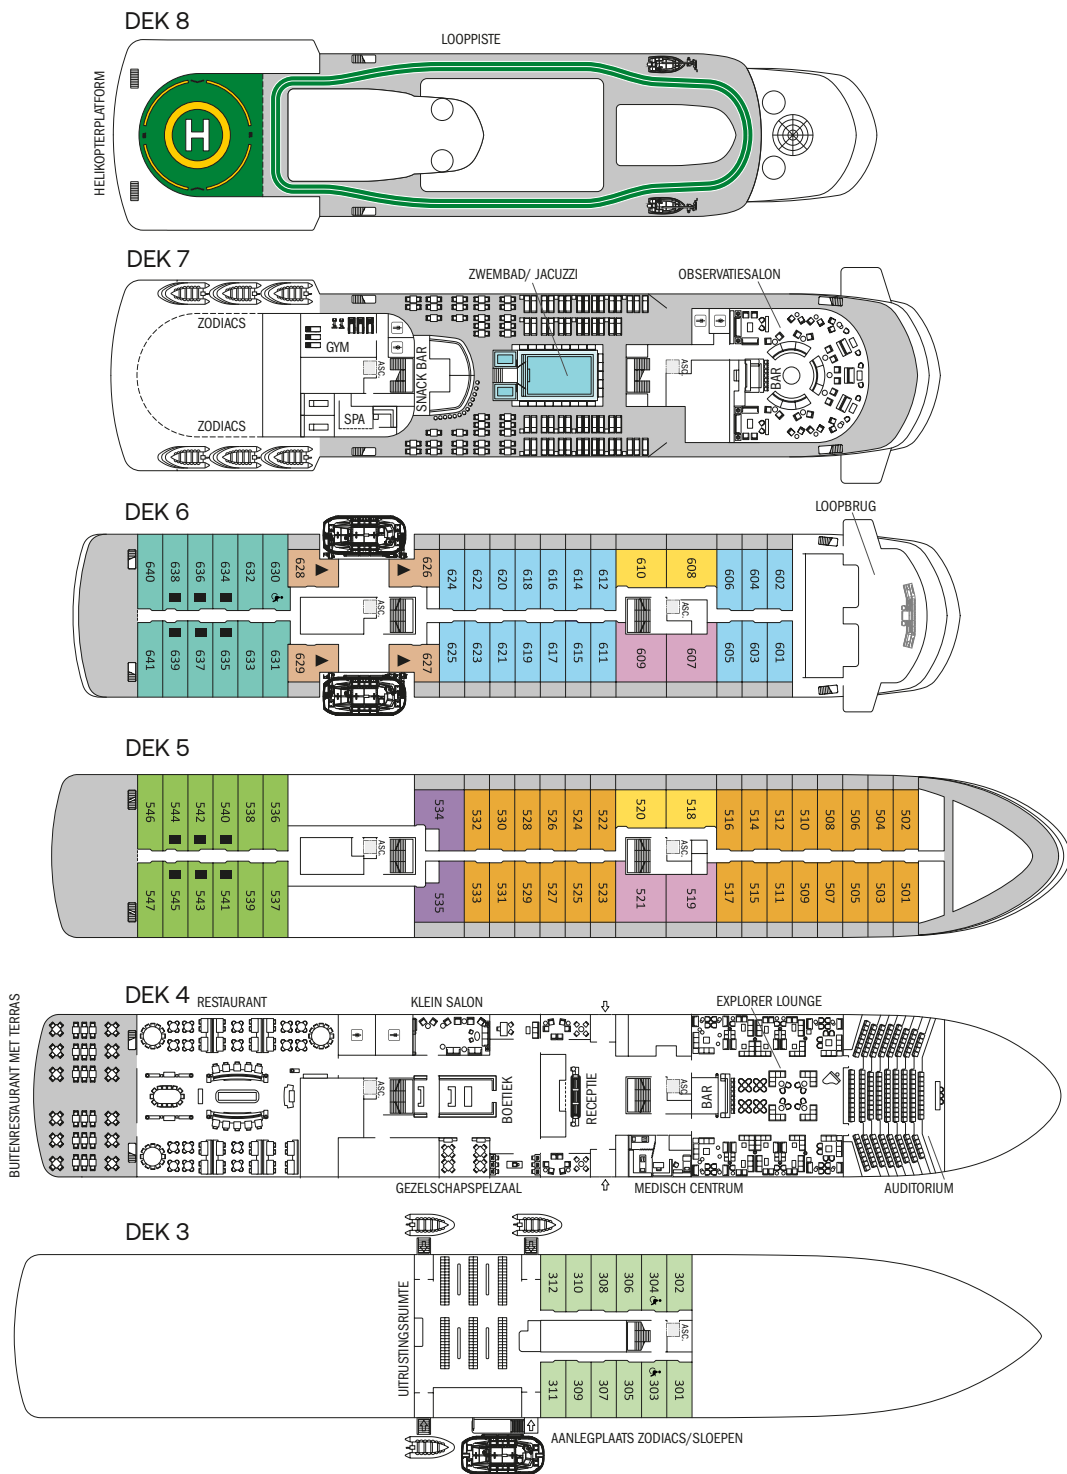 DEK 8
LOOPPISTE
HELIKOPTERPLATFORM
H
DEK 7
ZWEMBAD/ JACUZZI
OBSERVATIESALON
ZODIACS
GYM
ASC.
SNACK BAR
ASC.
BAR
SPA
ZODIACS
DEK 6
LOOPBRUG
640 638 636 634 632 630 628 626 624 622 620 618 616 614 612 610 608 606 604 602
ASC.
ASC.
641 639 637 635 633 631 629 627 625 623 621 619 617 615 611 609 607 605 603 601
DEK 5
546 544 542 540 538 536 534 532 530 528 526 524 522 520 518 516 514 512 510 508 506 504 502
ASC.
ASC.
547 545 543 541 539 537 535 533 531 529 527 525 523 521 519 517 515 511 509 507 505 503 501
DEK 4
RESTAURANT
KLEIN SALON
EXPLORER LOUNGE
BUITENRESTAURANT MET TERRAS
ASC.
BOETIEK
RECEPTIE
ASC.
BAR
GEZELSCHAPSPELZAAL
MEDISCH CENTRUM
AUDITORIUM
DEK 3
UITRUSTINGSRUIMTE
312 310 308 306 304 302
ASC.
311 309 307 305 303 301
AANLEGPLAATS ZODIACS/SLOEPEN